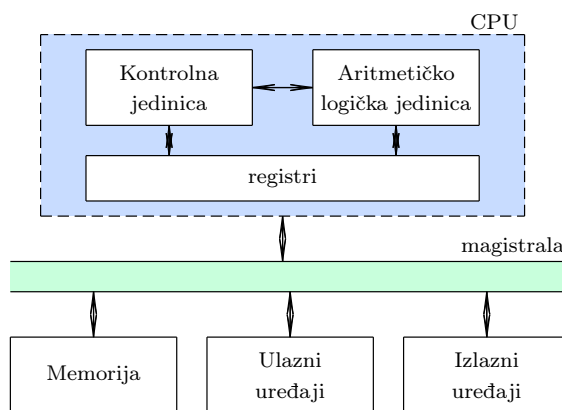 CPU
Kontrolna
jedinica
Aritmetičko
logička jedinica
registri
magistrala
Memorija
Ulazni
uređaji
Izlazni
uređaji